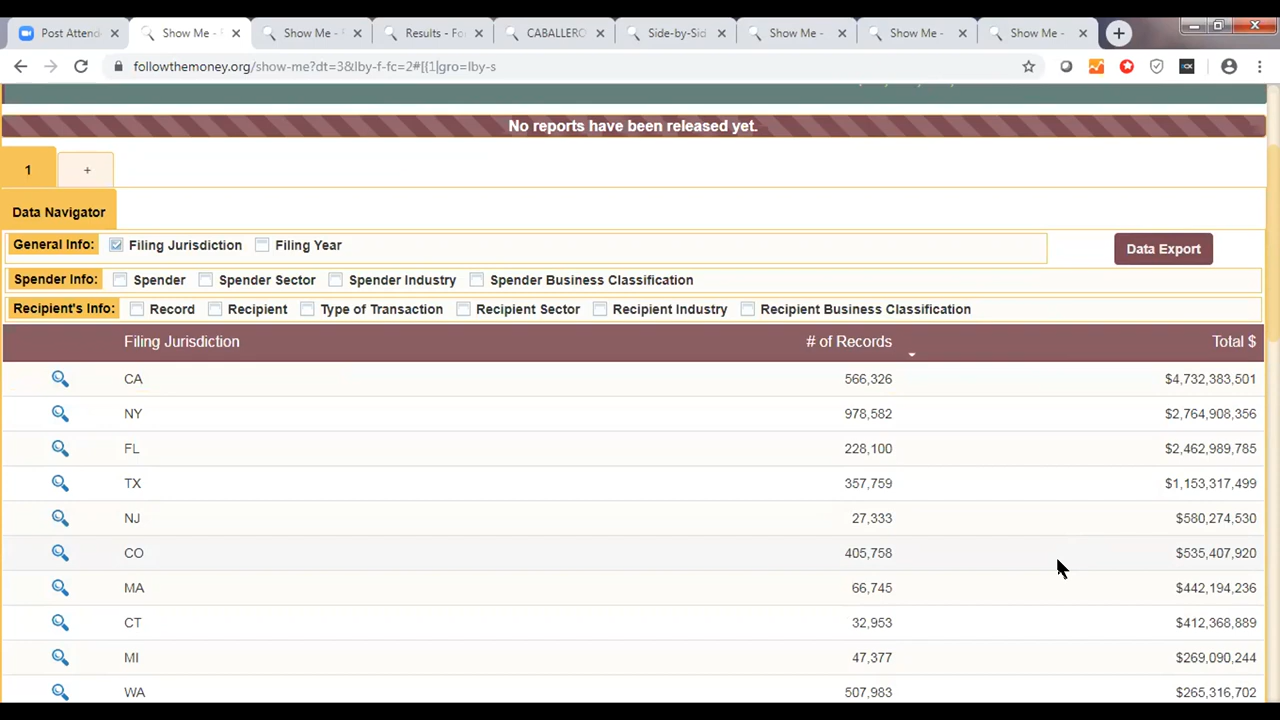 Post Attend
Show Me -
Show Me -
Results - Fo
ALERO
Side-by-Sid
Show Me -
Show Me -
Show Me -
followthemoney.org/show-me?dt=3&lby-f-fc=2#[{1|gro=lby-s
No reports have been released yet.
1 +
Data Navigator
General Info: Filing Jurisdiction Filing Year Data Export
Spender Info: Spender Spender Sector Spender Industry Spender Business Classification
Recipient's Info: Record Recipient Type of Transaction Recipient Sector Recipient Industry Recipient Business Classification
Filing Jurisdiction # of Records Total $
CA 566,326 $4,732,383,501
NY 978,582 $2,764,908,356
FL 228,100 $2,462,989,785
TX 357,759 $1,153,317,499
NJ 27,333 $580,274,530
CO 405,758 $535,407,920
MA 66,745 $442,194,236
CT 32,953 $412,368,889
MI 47,377 $269,090,244
WA 507,983 $265,316,702